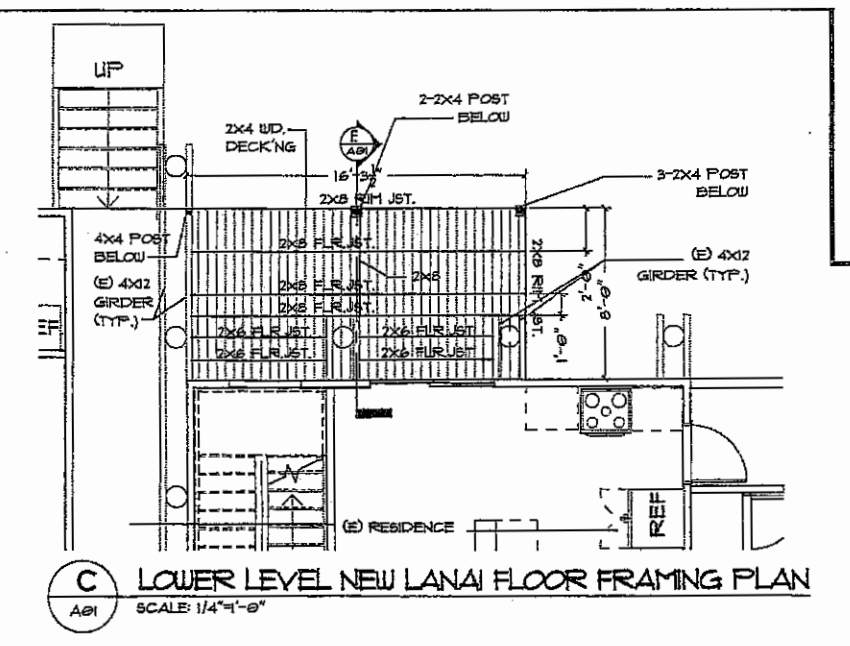 UP
2-2X4 POST
BELOW
2X4 WD.
DECK'NG
E
A01
16'-3½"
3-2X4 POST
BELOW
2X8 RIM JST.
4X4 POST
BELOW
2X8 FLR.JST.
2X8 RIM JST.
(E) 4X12
GIRDER (TYP.)
(E) 4X12
GIRDER
(TYP.)
2X8 FLR.JST.
2X8
2'-0"
8'-0"
2X8 FLR.JST.
2X6 FLR.JST.
2X6 FLR.JST.
1'-0"
2X6 FLR.JST.
2X6 FLR.JST.
(E) RESIDENCE
REF
C
A01
LOWER LEVEL NEW LANAI FLOOR FRAMING PLAN
SCALE: 1/4"=1'-0"